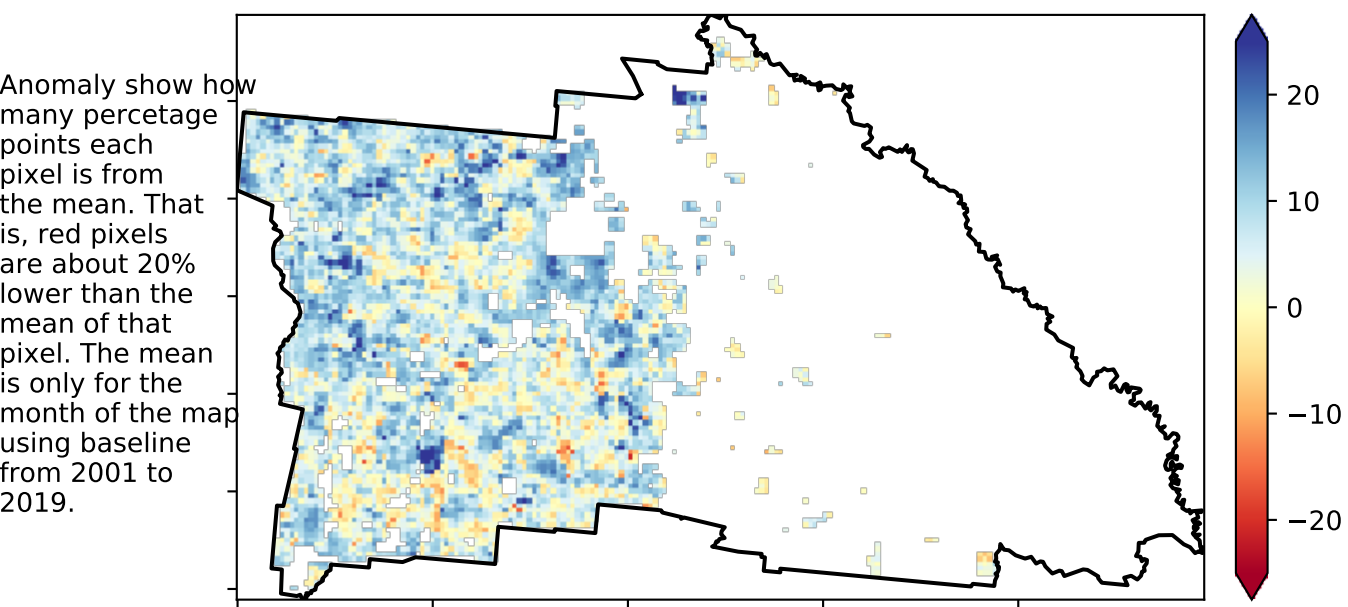 Anomaly show how
many percetage
points each
pixel is from
the mean. That
is, red pixels
are about 20%
lower than the
mean of that
pixel. The mean
is only for the
month of the map
using baseline
from 2001 to
2019.
20
10
0
−10
−20